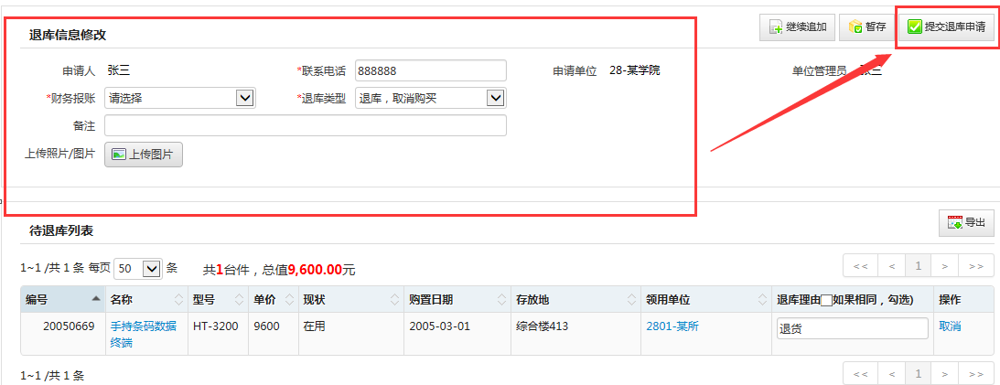 退库信息修改 继续追加 暂存 提交退库申请
申请人 张三 *联系电话 888888 申请单位 28-某学院 单位管理员 张三
*财务报账 请选择 *退库类型 退库，取消购买
备注
上传照片/图片 上传图片
待退库列表 导出
1~1 /共 1 条 每页 50 条 共1台件，总值9,600.00元 << < 1 > >>
编号 名称 型号 单价 现状 购置日期 存放地 领用单位 退库理由(如果相同，勾选) 操作
20050669 手持条码数据 HT-3200 9600 在用 2005-03-01 综合楼413 2801-某所 退货 取消
终端
1~1 /共 1 条 << < 1 > >>